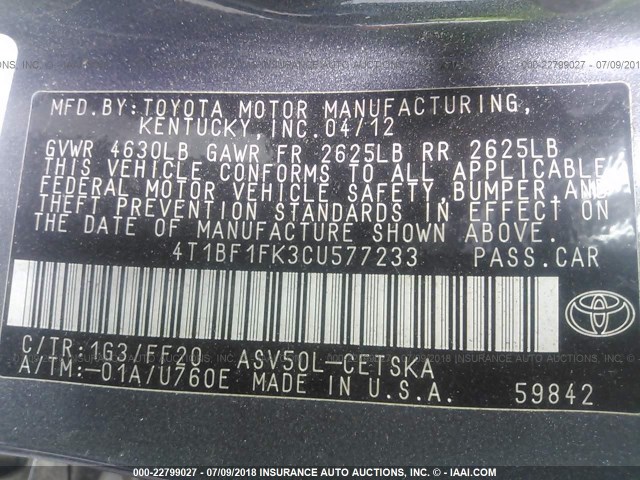 MFD.BY:TOYOTA MOTOR MANUFACTURING,
KENTUCKY,INC. 04/12
GVWR 4630LB GAWR FR 2625LB RR 2625LB
THIS VEHICLE CONFORMS TO ALL APPLICABLE
FEDERAL MOTOR VEHICLE SAFETY,BUMPER,AND
THEFT PREVENTION STANDARDS IN EFFECT ON
THE DATE OF MANUFACTURE SHOWN ABOVE.
4T1BF1FK3CU577233 PASS.CAR
C/TR:1G3/FF20 ASV50L-CETSKA
A/TM:-01A/U760E MADE IN U.S.A. 59842
000-22799027 - 07/09/2018 - INSURANCE AUTO AUCTIONS - © - IAAI.COM